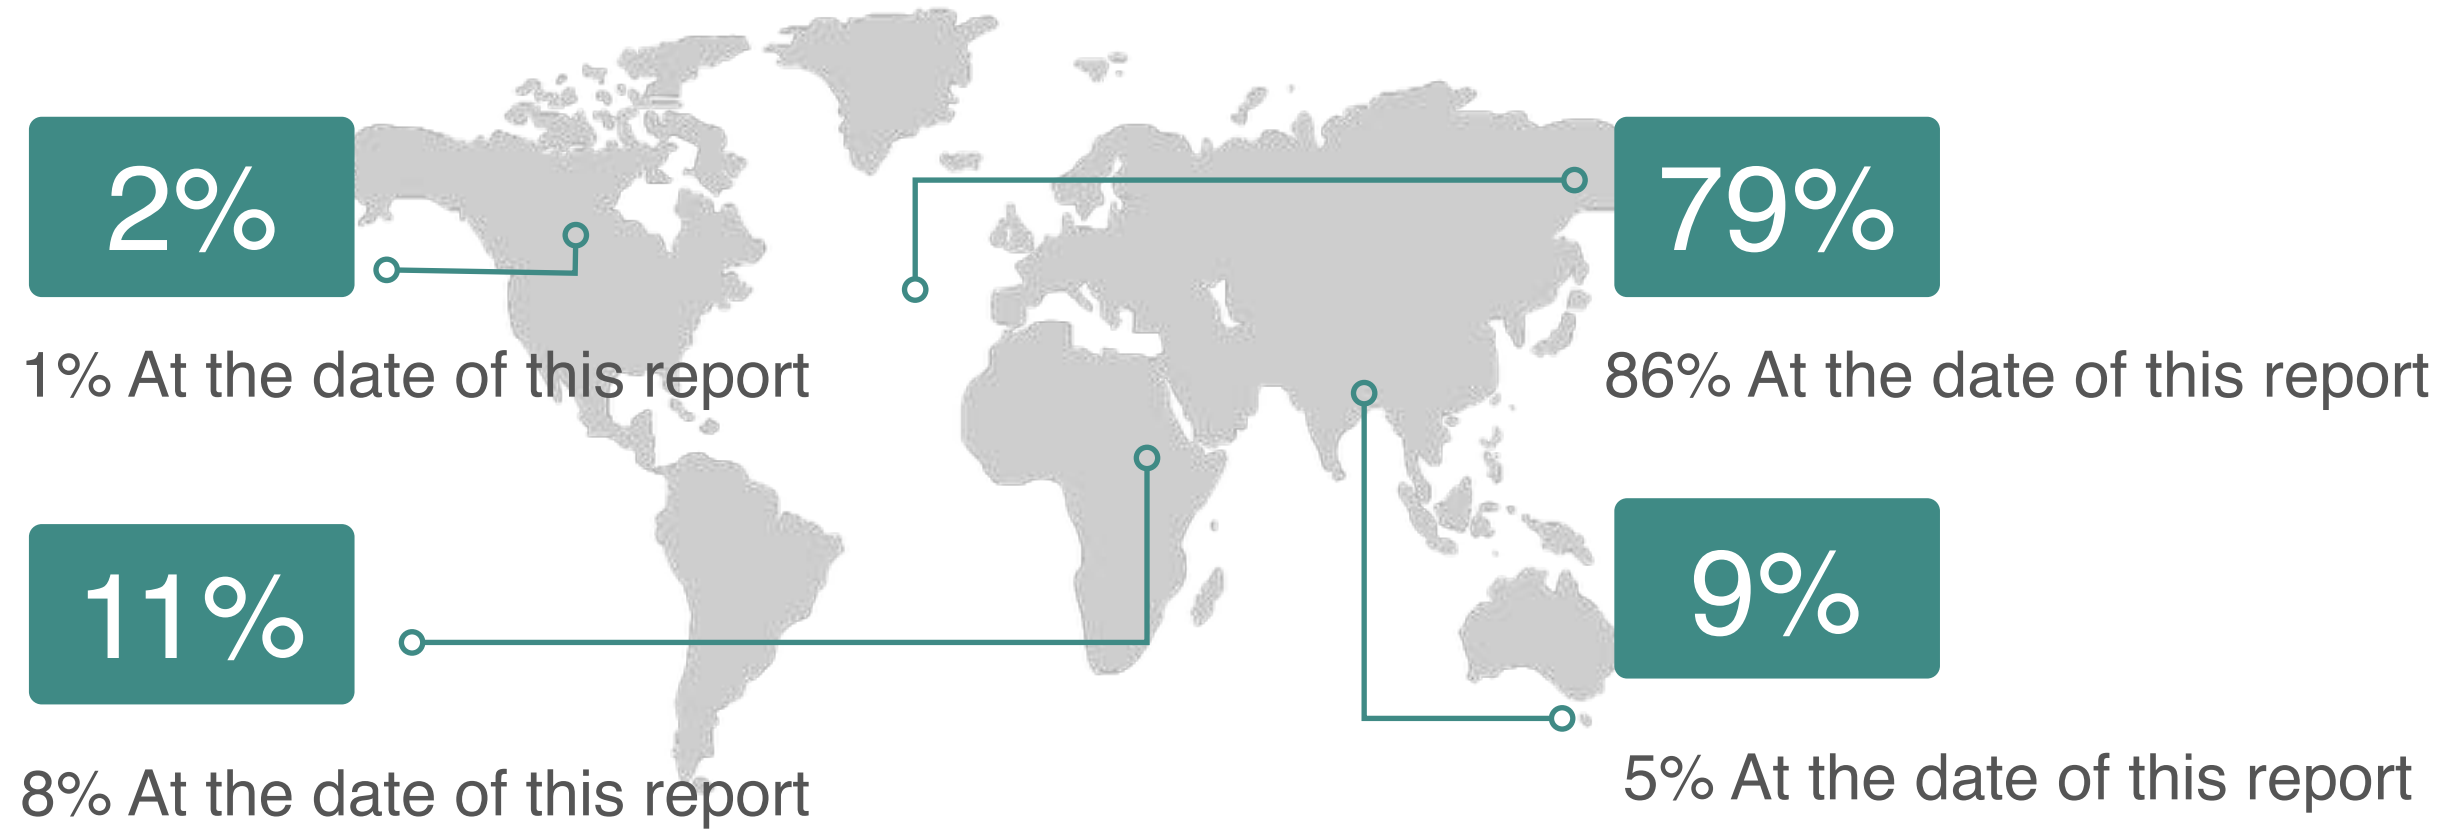 2%
79%
1% At the date of this report
86% At the date of this report
11%
9%
8% At the date of this report
5% At the date of this report